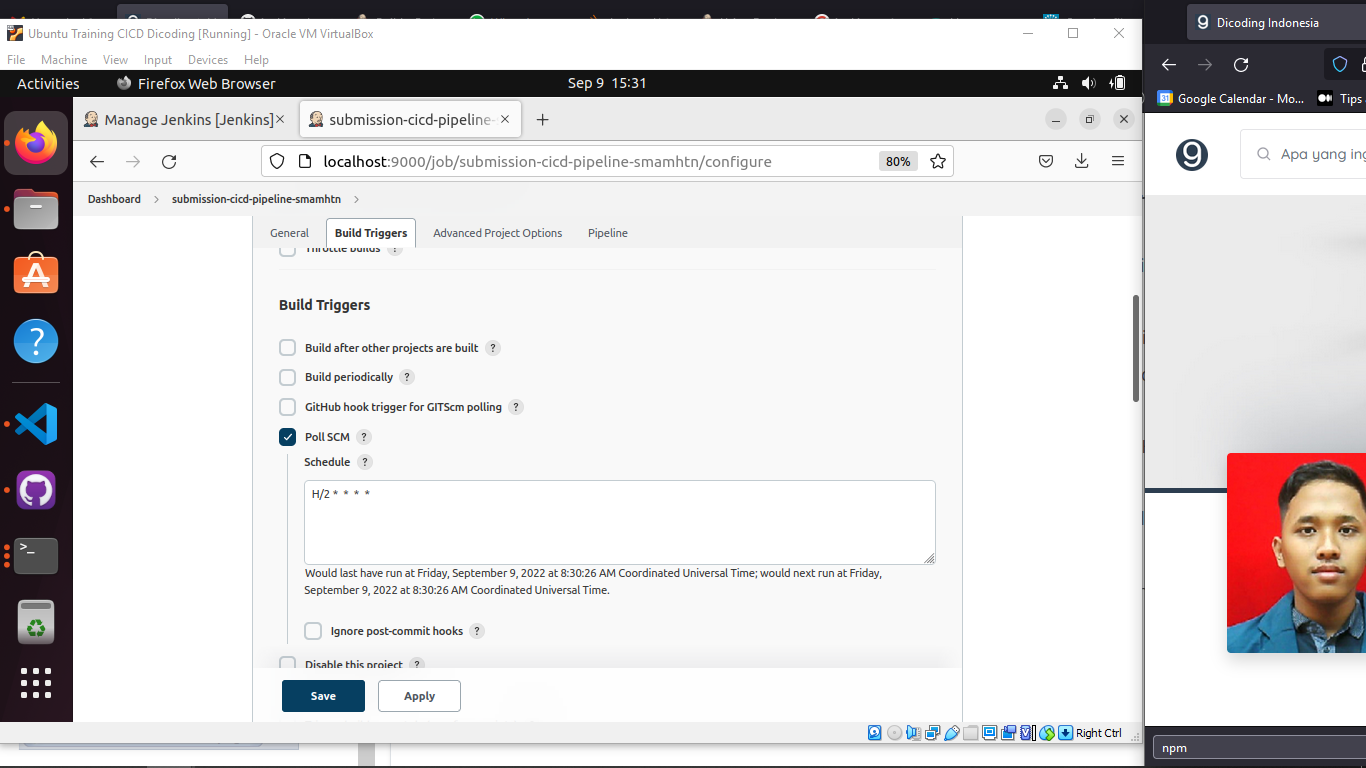 Ubuntu Training CICD Dicoding [Running] - Oracle VM VirtualBox
File Machine View Input Devices Help
Activities Firefox Web Browser Sep 9 15:31
Manage Jenkins [Jenkins] submission-cicd-pipeline-
localhost:9000/job/submission-cicd-pipeline-smamhtn/configure 80%
Dashboard submission-cicd-pipeline-smamhtn
General Build Triggers Advanced Project Options Pipeline
Throttle builds ?
Build Triggers
Build after other projects are built ?
Build periodically ?
GitHub hook trigger for GITScm polling ?
Poll SCM ?
Schedule ?
H/2 * * * *
Would last have run at Friday, September 9, 2022 at 8:30:26 AM Coordinated Universal Time; would next run at Friday,
September 9, 2022 at 8:30:26 AM Coordinated Universal Time.
Ignore post-commit hooks ?
Disable this project ?
Save Apply
Right Ctrl
Dicoding Indonesia
Google Calendar - Mo... Tips
Apa yang ing
npm